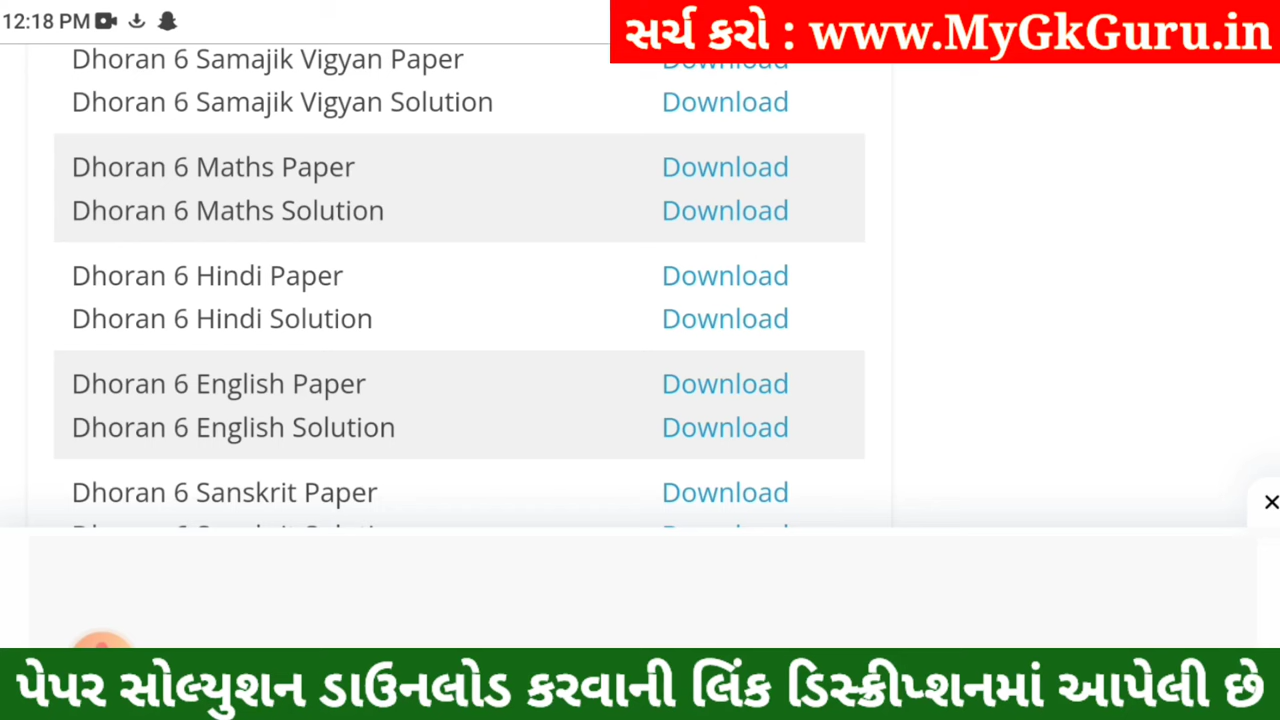 12:18 PM
સર્ચ કરો : www.MyGkGuru.in
Dhoran 6 Samajik Vigyan Paper Download
Dhoran 6 Samajik Vigyan Solution Download
Dhoran 6 Maths Paper Download
Dhoran 6 Maths Solution Download
Dhoran 6 Hindi Paper Download
Dhoran 6 Hindi Solution Download
Dhoran 6 English Paper Download
Dhoran 6 English Solution Download
Dhoran 6 Sanskrit Paper Download
પેપર સોલ્યુશન ડાઉનલોડ કરવાની લિંક ડિસ્ક્રીપ્શનમાં આપેલી છે